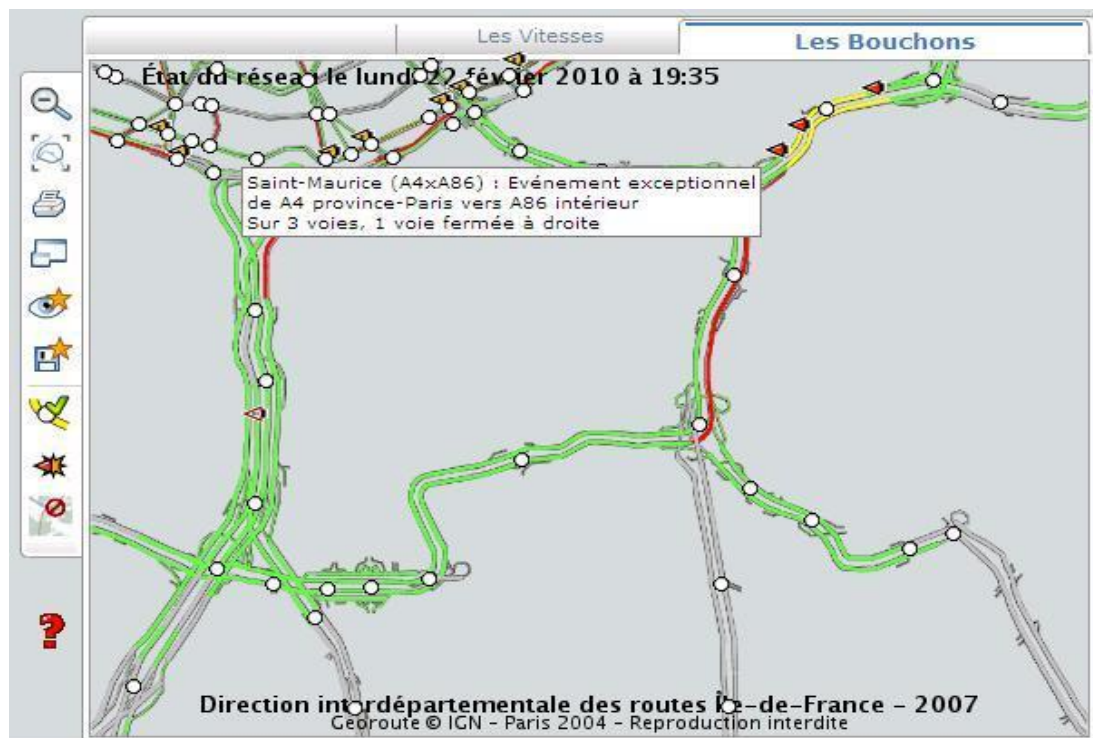 Les Vitesses
Les Bouchons
État du réseau le lundi 22 février 2010 à 19:35
Saint-Maurice (A4xA86) : Evénement exceptionnel
de A4 province-Paris vers A86 intérieur
Sur 3 voies, 1 voie fermée à droite
Direction interdépartementale des routes Île-de-France - 2007
Georoute © IGN - Paris 2004 - Reproduction interdite